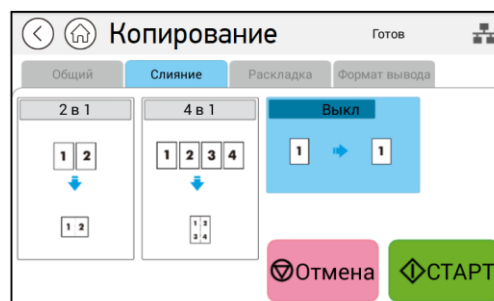 Копирование Готов
Общий Слияние Раскладка Формат вывода
2 в 1 4 в 1 Выкл
1 2 1 2 3 4 1 1
1 2 1 2
3 4
Отмена СТАРТ